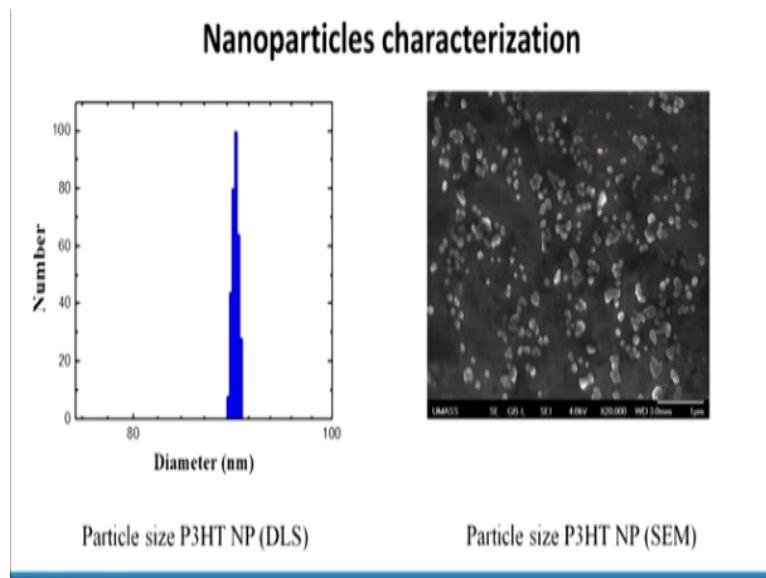 Nanoparticles characterization
100
80
60
40
20
0
Number
80 100
Diameter (nm)
UMASS SE GB-L SEI 4.0kV X20,000 WD 3.0mm 1μm
Particle size P3HT NP (DLS)
Particle size P3HT NP (SEM)